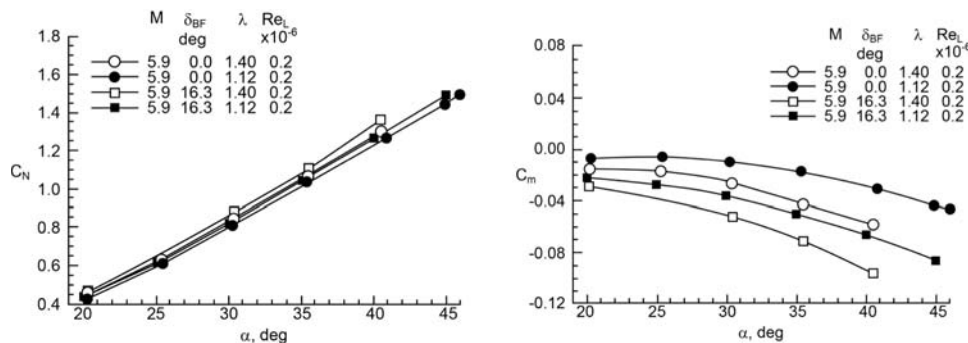 M δBF λ ReL
deg x10-6
5.9 0.0 1.40 0.2
5.9 0.0 1.12 0.2
5.9 16.3 1.40 0.2
5.9 16.3 1.12 0.2
1.8
1.6
1.4
1.2
CN
1.0
0.8
0.6
0.4
20 25 30 35 40 45
α, deg
M δBF λ ReL
deg x10-6
5.9 0.0 1.40 0.2
5.9 0.0 1.12 0.2
5.9 16.3 1.40 0.2
5.9 16.3 1.12 0.2
0.08
0.04
0.00
Cm
-0.04
-0.08
-0.12
20 25 30 35 40 45
α, deg